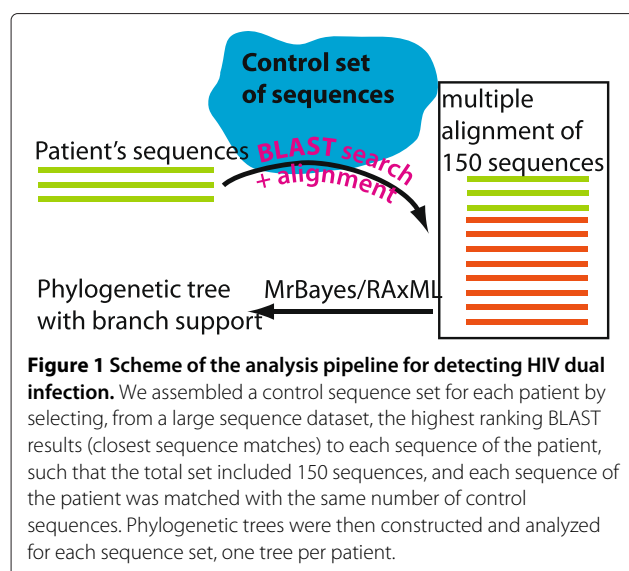 Control set
of sequences
multiple
alignment of
150 sequences
Patient's sequences
BLAST search
+ alignment
Phylogenetic tree
with branch support
MrBayes/RAxML
Figure 1 Scheme of the analysis pipeline for detecting HIV dual
infection. We assembled a control sequence set for each patient by
selecting, from a large sequence dataset, the highest ranking BLAST
results (closest sequence matches) to each sequence of the patient,
such that the total set included 150 sequences, and each sequence of
the patient was matched with the same number of control
sequences. Phylogenetic trees were then constructed and analyzed
for each sequence set, one tree per patient.